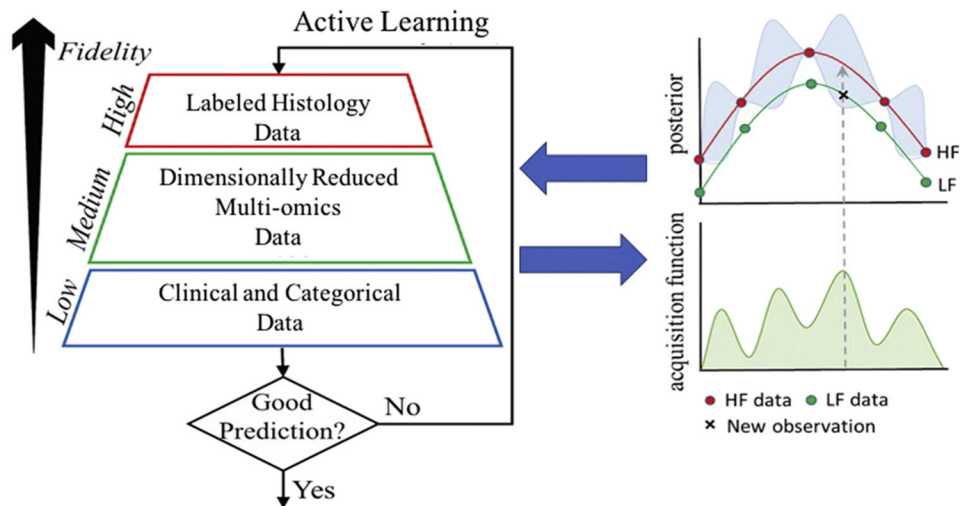 Active Learning
Fidelity
High
Labeled Histology
Data
Medium
Dimensionally Reduced
Multi-omics
Data
Low
Clinical and Categorical
Data
Good
Prediction?
No
Yes
posterior
HF
LF
acquisition function
HF data
LF data
× New observation